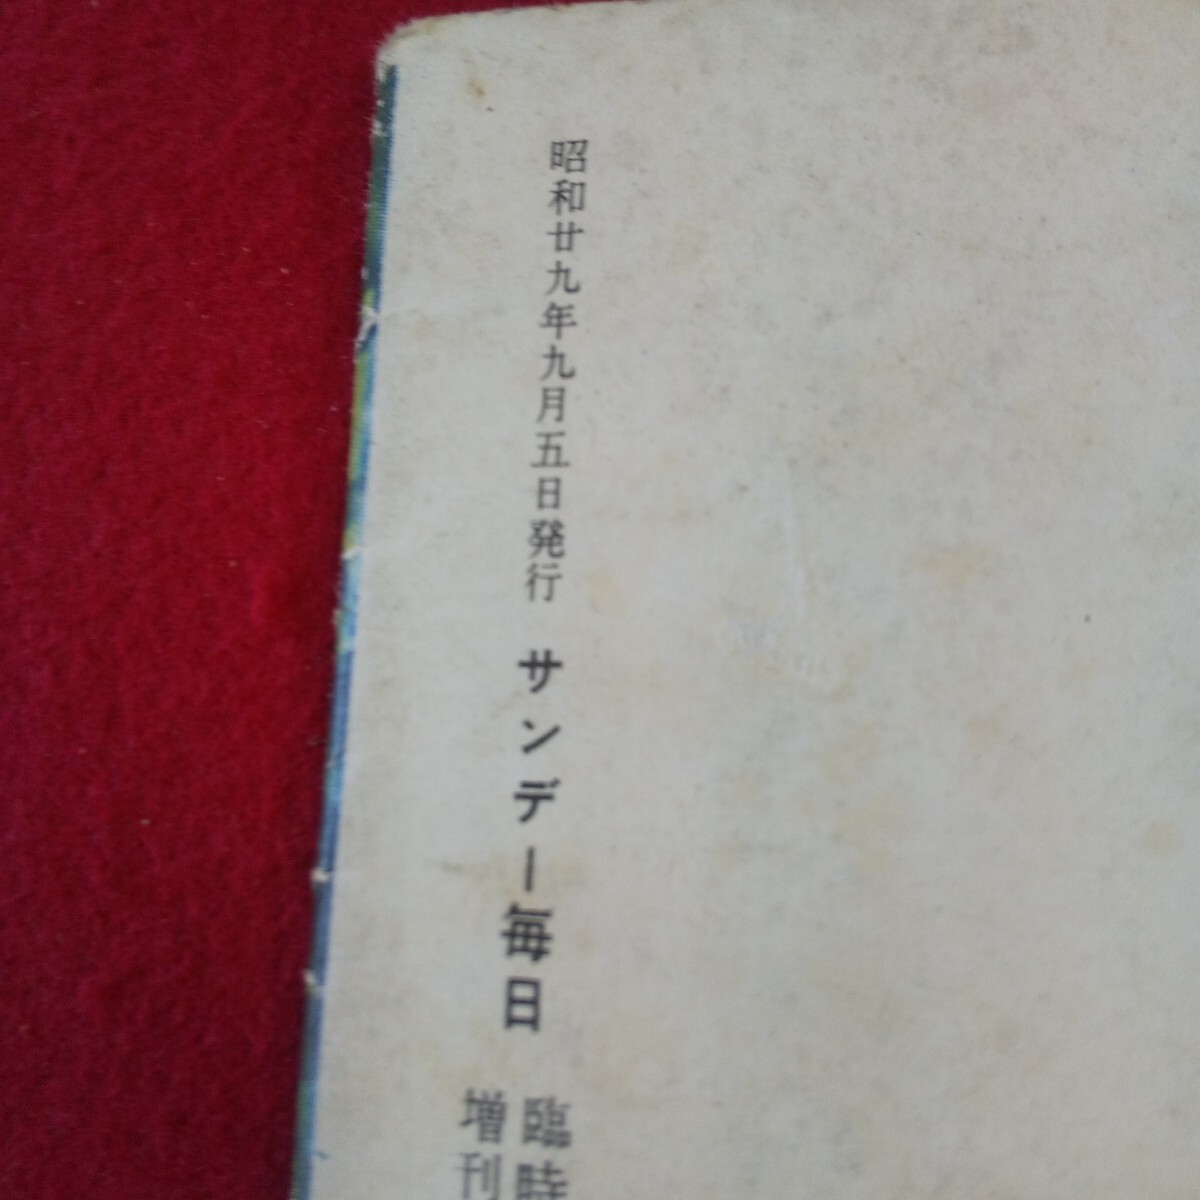 昭和廿九年九月五日発行 サンデー毎日
臨時
増刊